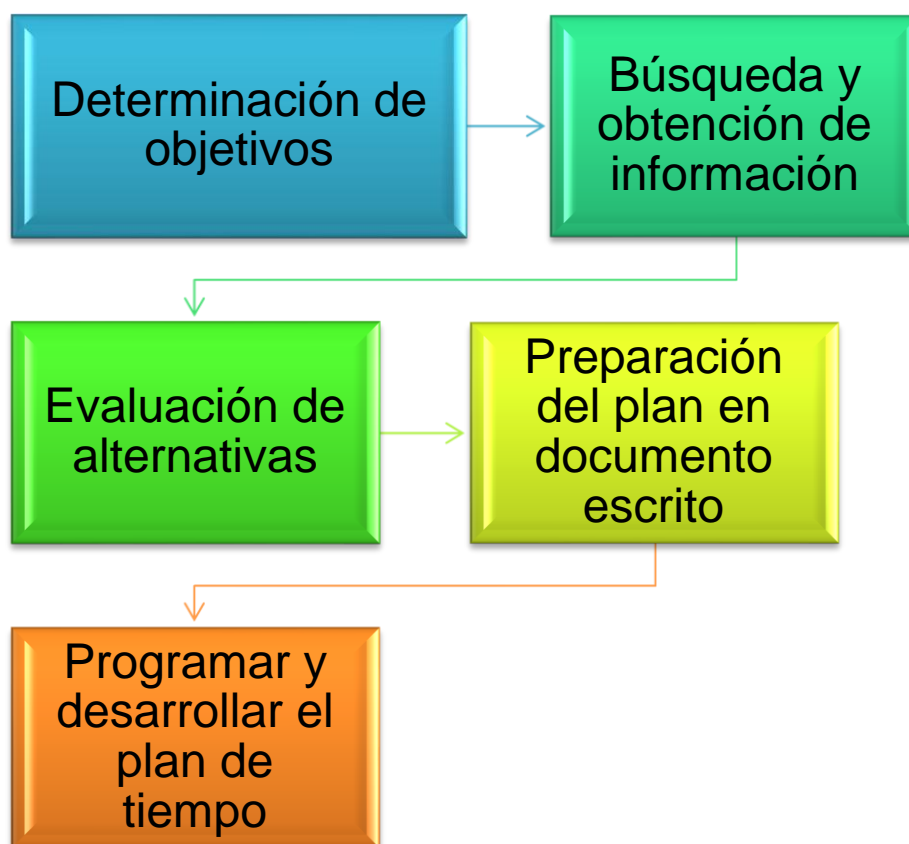 Determinación de
objetivos
Búsqueda y
obtención de
información
Evaluación de
alternativas
Preparación
del plan en
documento
escrito
Programar y
desarrollar el
plan de
tiempo